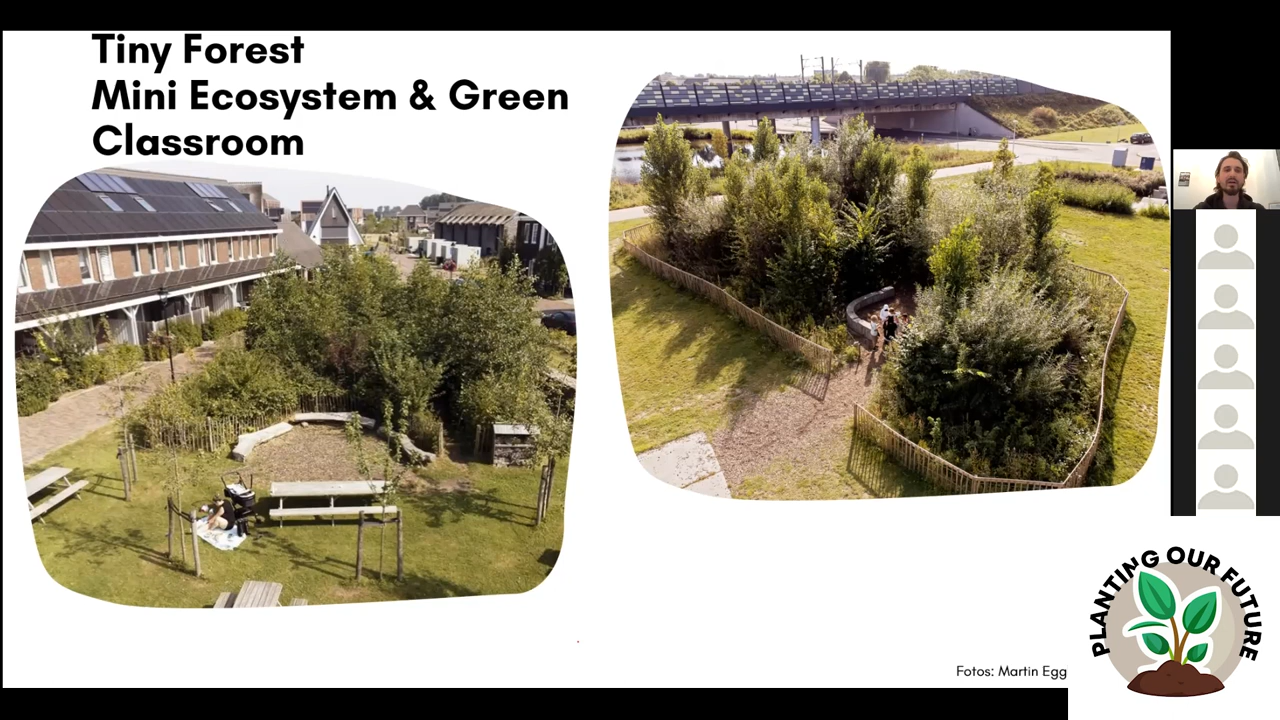 Tiny Forest
Mini Ecosystem & Green
Classroom
Fotos: Martin Egg
PLANTING OUR FUTURE